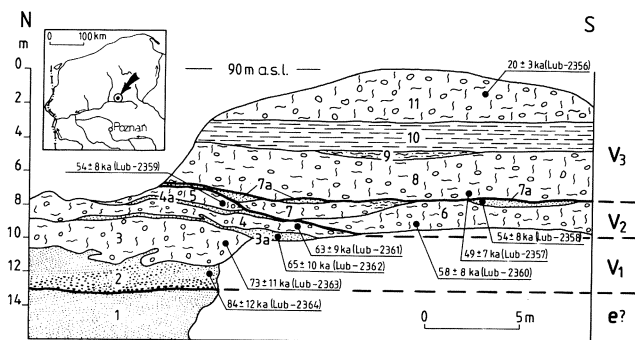 N
S
m
0 100 km
Poznań
90 m a.s.l.
20 ± 3 ka (Lub-2356)
0
2
4
6
8
10
12
14
11
10
9
8
54 ± 8 ka (Lub-2359)
7a
7a
5
4a
7
6
4
3
3a
2
1
V3
V2
V1
e?
54 ± 8 ka (Lub-2358)
63 ± 9 ka (Lub-2361)
49 ± 7 ka (Lub-2357)
65 ± 10 ka (Lub-2362)
58 ± 8 ka (Lub-2360)
73 ± 11 ka (Lub-2363)
84 ± 12 ka (Lub-2364)
0 5 m